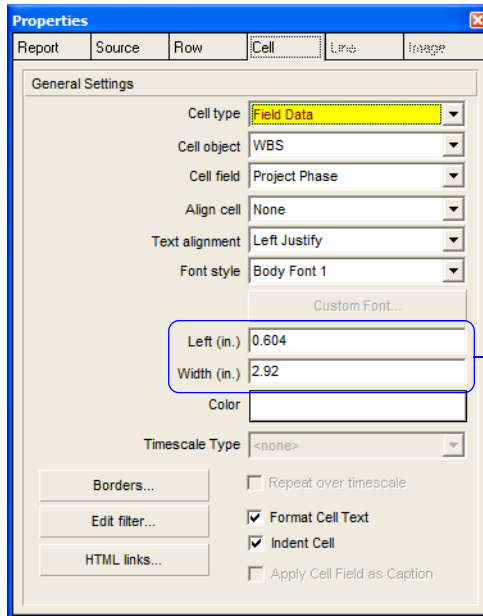 Properties
Report Source Row Cell Line Image
General Settings
Cell type Field Data
Cell object WBS
Cell field Project Phase
Align cell None
Text alignment Left Justify
Font style Body Font 1
Custom Font...
Left (in.) 0.604
Width (in.) 2.92
Color
Timescale Type <none>
Borders... Repeat over timescale
Edit filter... Format Cell Text
Indent Cell
HTML links...
Apply Cell Field as Caption